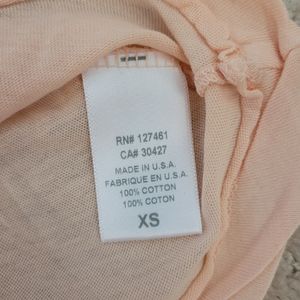 RN# 127461
CA# 30427
MADE IN U.S.A.
FABRIQUE EN U.S.A.
100% COTTON
100% COTON
XS